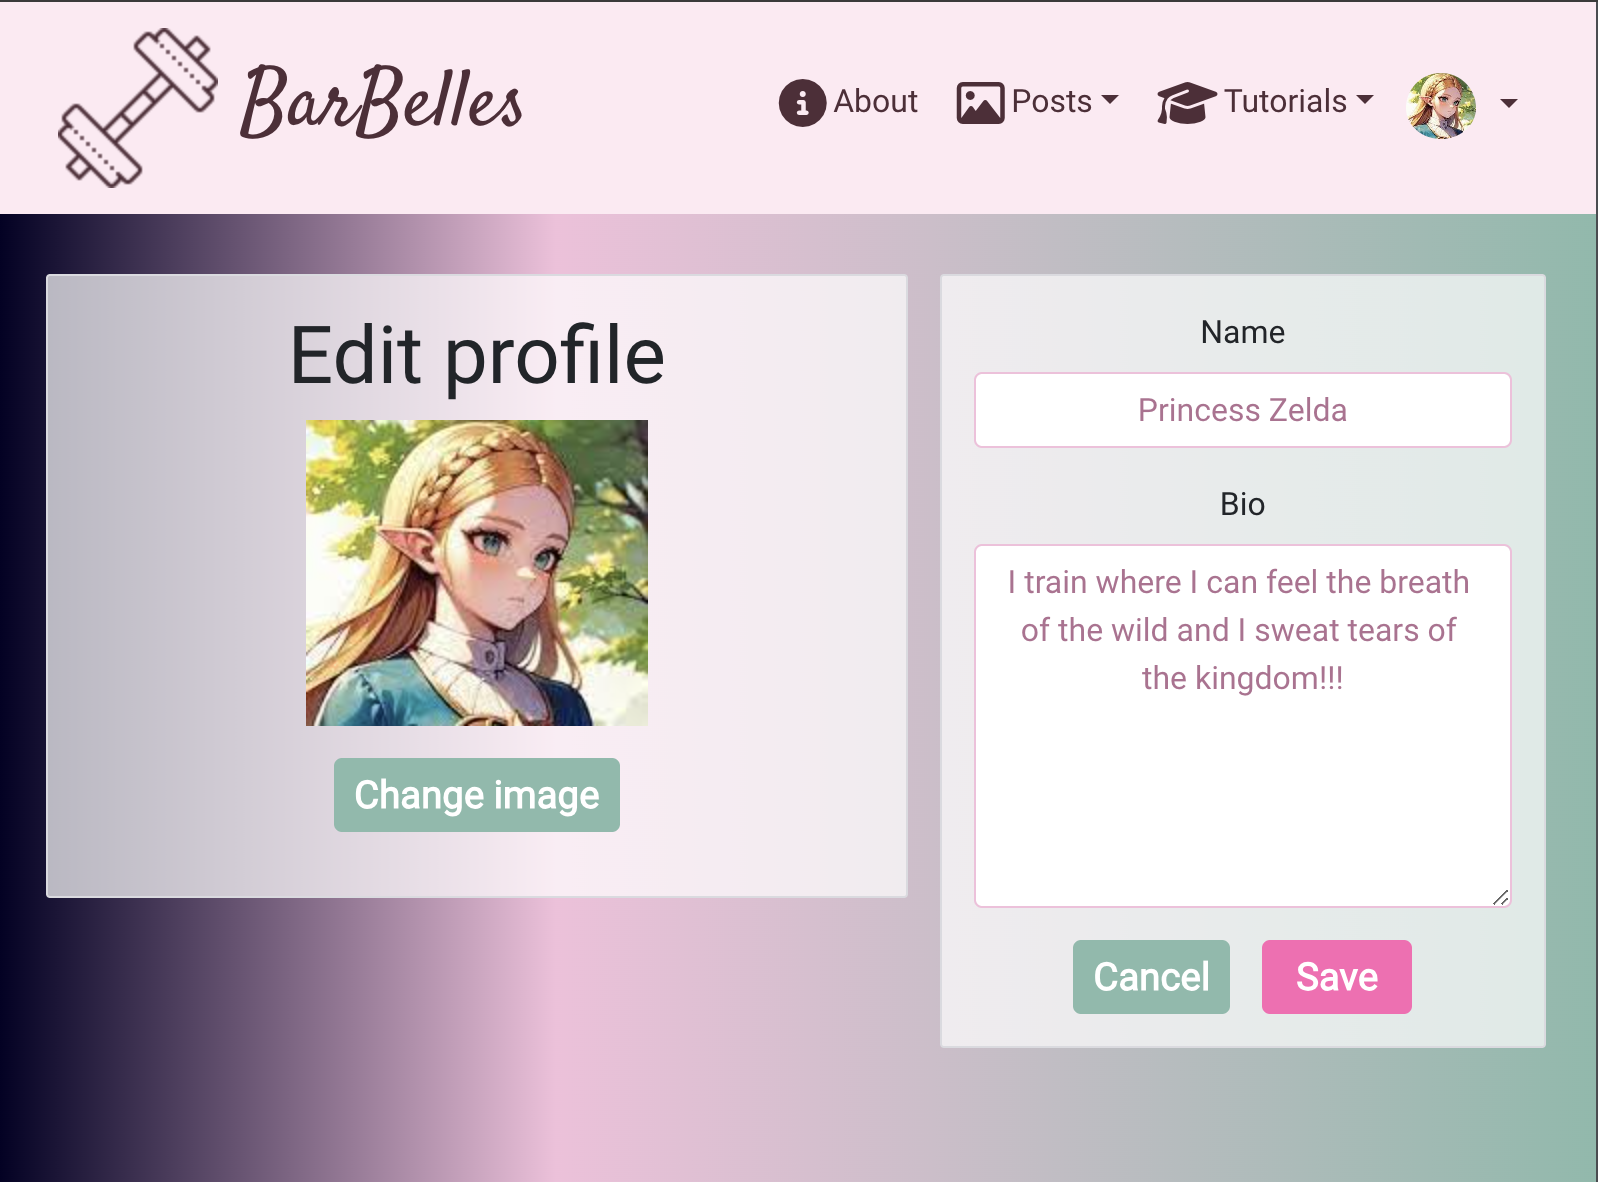 BarBelles
About
Posts
Tutorials
Edit profile
Change image
Name
Princess Zelda
Bio
I train where I can feel the breath
of the wild and I sweat tears of
the kingdom!!!
Cancel
Save